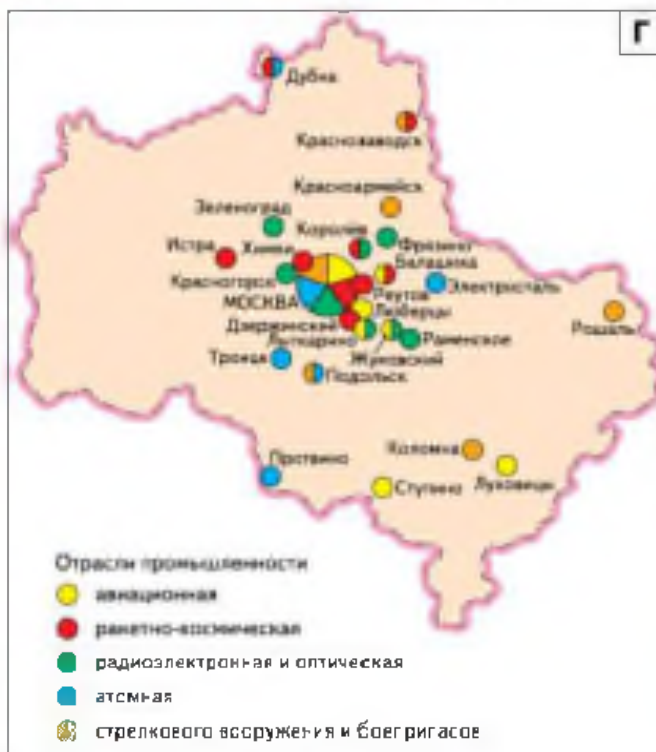 Г
Дубна
Краснозаводск
Красноармейск
Зеленоград
Королёв
Фрязино
Истра
Химки
Балашиха
Красногорск
Электросталь
МОСКВА
Реутов
Люберцы
Рошаль
Дзержинский
Лыткарино
Раменское
Жуковский
Троицк
Подольск
Коломна
Протвино
Луховицы
Ступино
Отрасли промышленности
авиационная
ракетно-космическая
радиоэлектронная и оптическая
атомная
стрелкового вооружения и боеприпасов